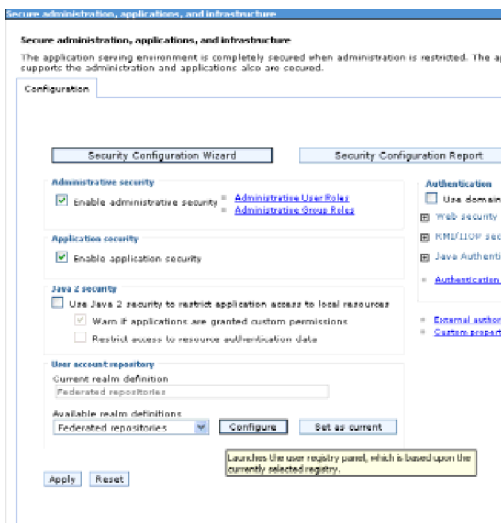 Secure administration, applications, and infrastructure
Secure administration, applications, and infrastructure
The application serving environment is completely secured when administration is restricted. The
supports the administration and applications also are secured.
Configuration
Security Configuration Wizard
Security Configuration Report
Administrative security
Enable administrative security
Administrative User Roles
Administrative Group Roles
Application security
Enable application security
Java 2 security
Use Java 2 security to restrict application access to local resources
Warn if applications are granted custom permissions
Restrict access to resource authentication data
User account repository
Current realm definition
Federated repositories
Available realm definitions
Federated repositories
Configure
Set as current
Launches the user registry panel, which is based upon the
currently selected registry.
Apply
Reset
Authentication
Use domain
Web security
RMI/IIOP sec
Java Authenti
Authentication
External author
Custom propert